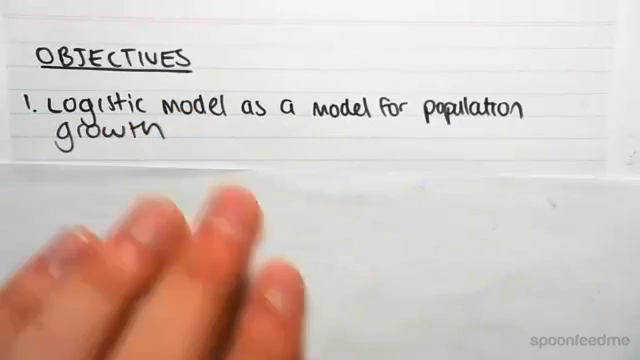 OBJECTIVES
1. Logistic model as a model for population
growth
spoonfeedme